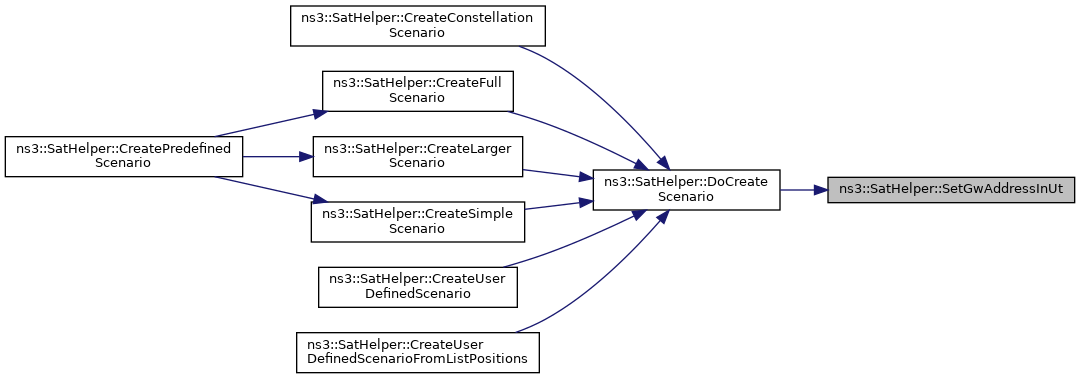 ns3::SatHelper::CreateConstellation
Scenario
ns3::SatHelper::CreateFull
Scenario
ns3::SatHelper::CreatePredefined
Scenario
ns3::SatHelper::CreateLarger
Scenario
ns3::SatHelper::DoCreate
Scenario
ns3::SatHelper::SetGwAddressInUt
ns3::SatHelper::CreateSimple
Scenario
ns3::SatHelper::CreateUser
DefinedScenario
ns3::SatHelper::CreateUser
DefinedScenarioFromListPositions